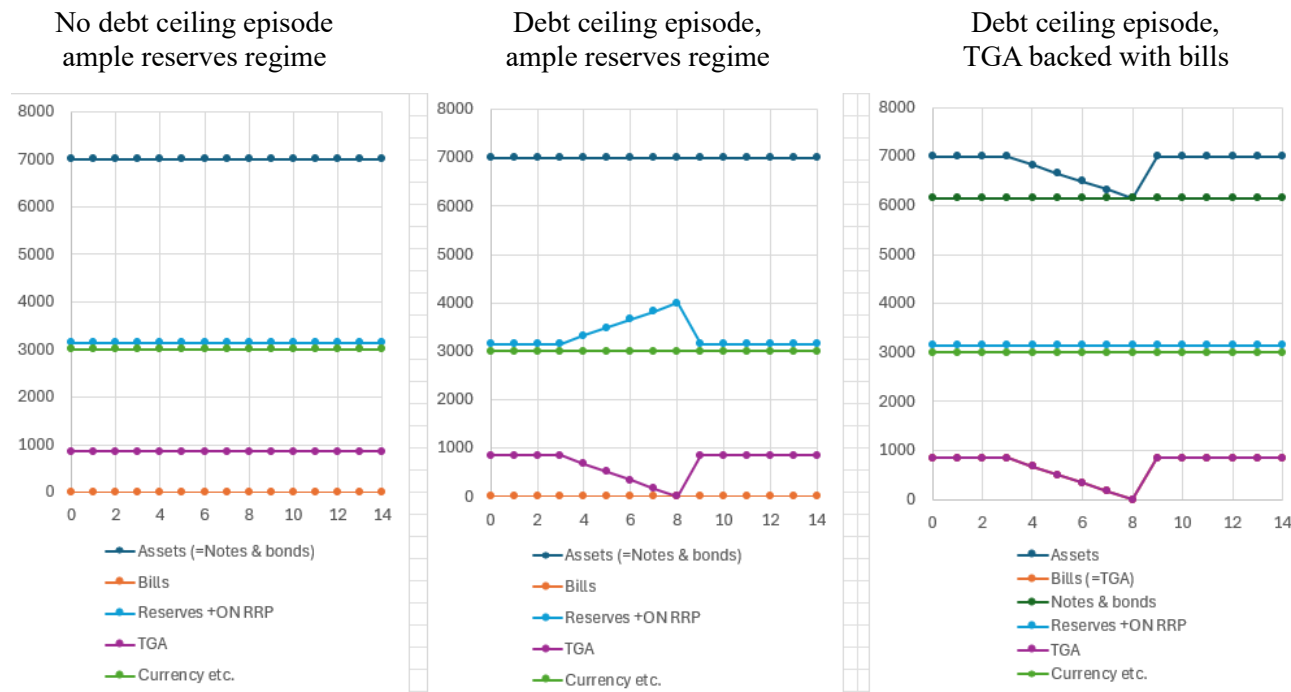 No debt ceiling episode
ample reserves regime
8000
7000
6000
5000
4000
3000
2000
1000
0
0 2 4 6 8 10 12 14
Assets (=Notes & bonds)
Bills
Reserves +ON RRP
TGA
Currency etc.
Debt ceiling episode,
ample reserves regime
8000
7000
6000
5000
4000
3000
2000
1000
0
0 2 4 6 8 10 12 14
Assets (=Notes & bonds)
Bills
Reserves +ON RRP
TGA
Currency etc.
Debt ceiling episode,
TGA backed with bills
8000
7000
6000
5000
4000
3000
2000
1000
0
0 2 4 6 8 10 12 14
Assets
Bills (=TGA)
Notes & bonds
Reserves +ON RRP
TGA
Currency etc.